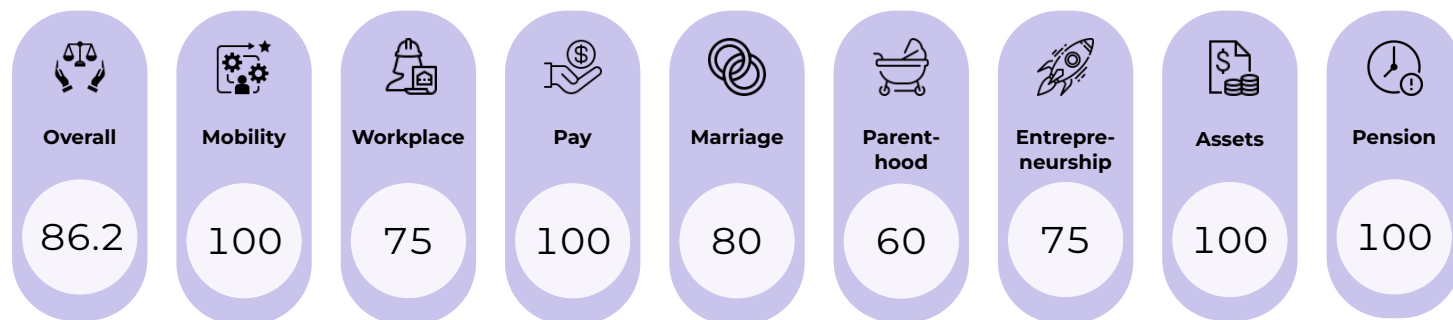 Overall
86.2
Mobility
100
Workplace
75
Pay
100
Marriage
80
Parent-
hood
60
Entrepre-
neurship
75
Assets
100
Pension
100